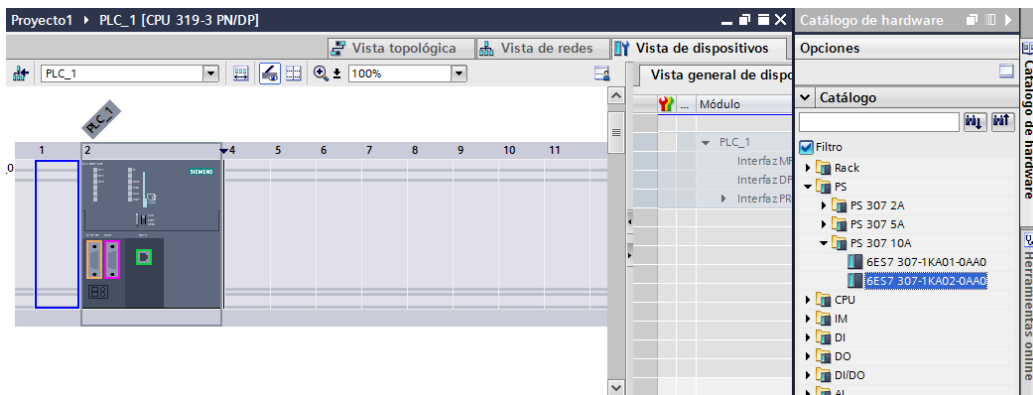 Proyecto1 ▸ PLC_1 [CPU 319-3 PN/DP]
Catálogo de hardware
Vista topológica
Vista de redes
Vista de dispositivos
Opciones
PLC_1
100%
Vista general de dispo
Catálogo
... Módulo
PLC_1
Filtro
1 2 4 5 6 7 8 9 10 11
SIEMENS
PLC_1
Interfaz MP
Interfaz DP
Interfaz PR
Rack
PS
PS 307 2A
PS 307 5A
PS 307 10A
6ES7 307-1KA01-0AA0
6ES7 307-1KA02-0AA0
CPU
IM
DI
DO
DI/DO
AI
Catálogo de hardware
Herramientas online